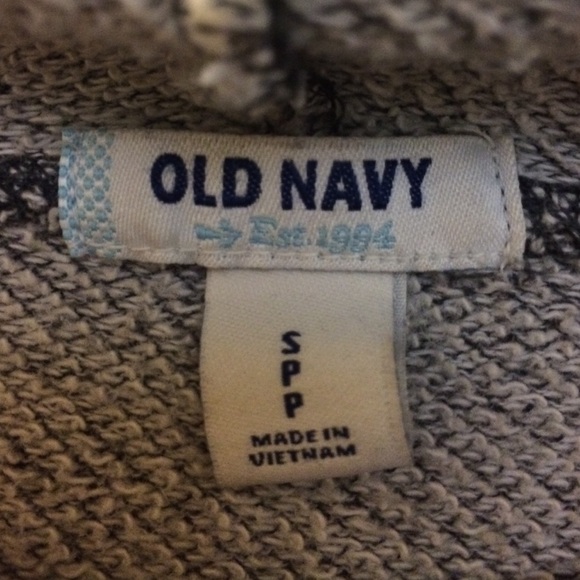 OLD NAVY
Est. 1994
S
P
P
MADE IN
VIETNAM